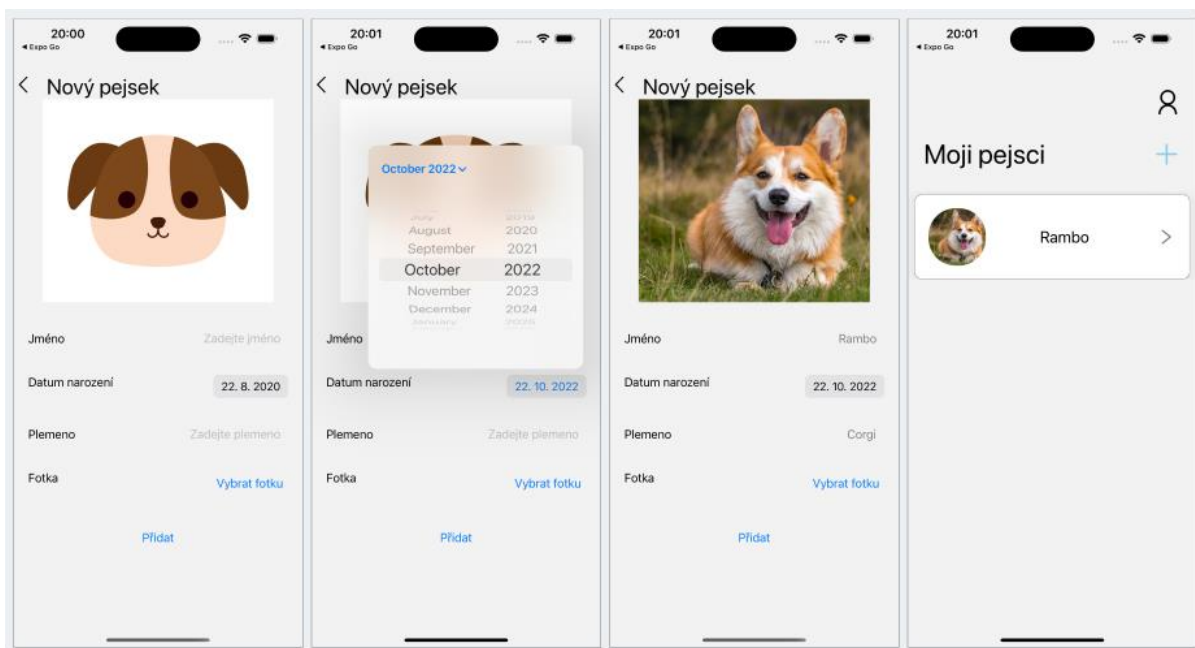 20:00
◀ Expo Go
Nový pejsek
Jméno
Zadejte jméno
Datum narození
22. 8. 2020
Plemeno
Zadejte plemeno
Fotka
Vybrat fotku
Přidat
20:01
◀ Expo Go
Nový pejsek
October 2022
July 2019
August 2020
September 2021
October 2022
November 2023
December 2024
January 2025
Jméno
Datum narození
22. 10. 2022
Plemeno
Zadejte plemeno
Fotka
Vybrat fotku
Přidat
20:01
◀ Expo Go
Nový pejsek
Jméno
Rambo
Datum narození
22. 10. 2022
Plemeno
Corgi
Fotka
Vybrat fotku
Přidat
20:01
◀ Expo Go
Moji pejsci
Rambo